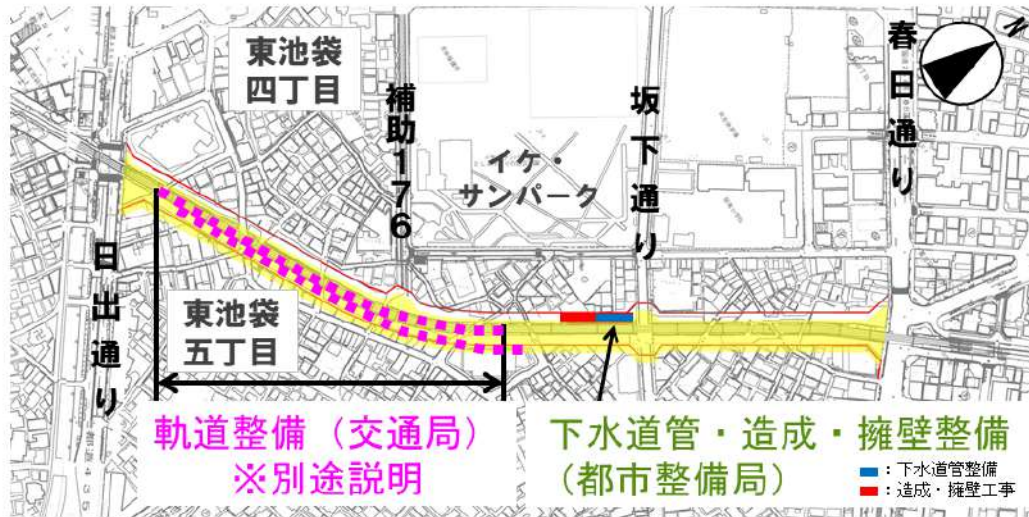 東池袋
四丁目
補助176
イケ・
サンパーク
坂下通り
春日通り
N
日出通り
東池袋
五丁目
軌道整備（交通局）
※別途説明
下水道管・造成・擁壁整備
（都市整備局）
：下水道管整備
：造成・擁壁工事